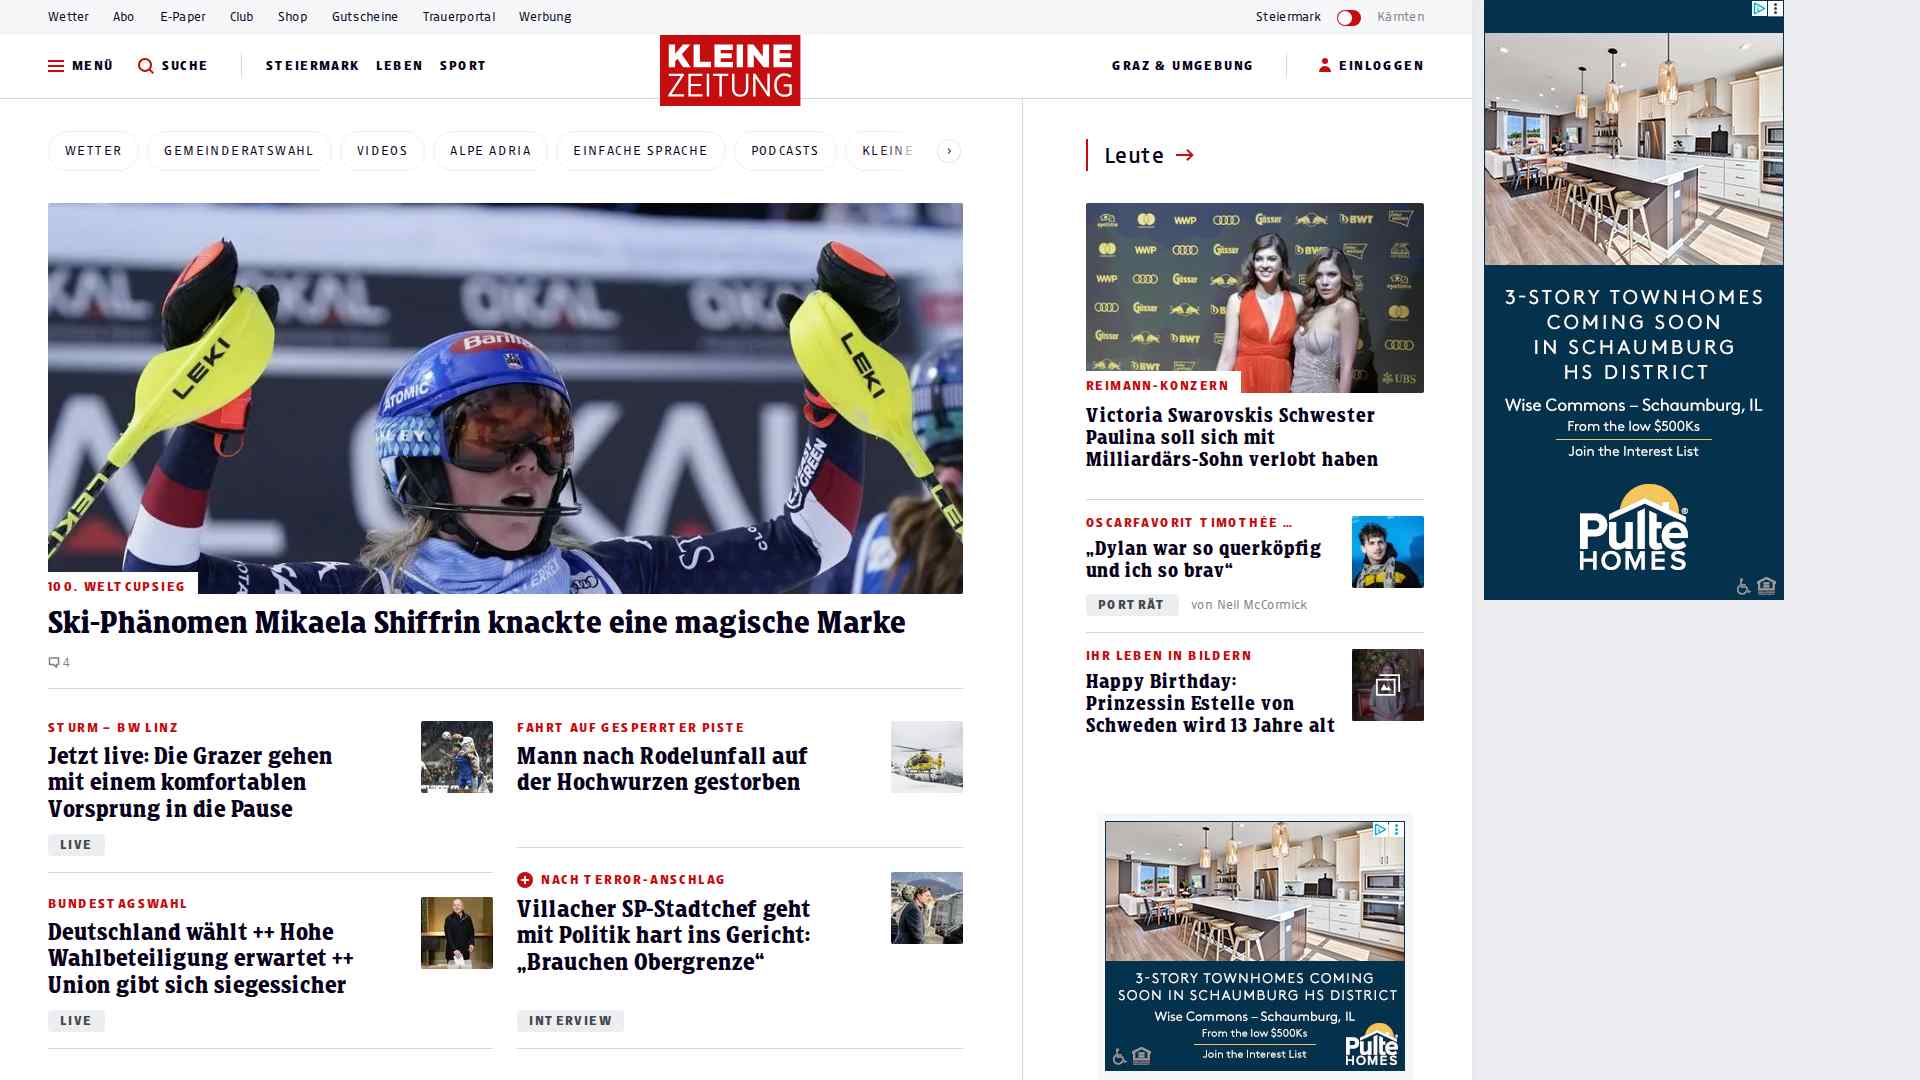 Wetter Abo E-Paper Club Shop Gutscheine Trauerportal Werbung
Steiermark Kärnten
MENÜ SUCHE STEIERMARK LEBEN SPORT
KLEINE
ZEITUNG
GRAZ & UMGEBUNG EINLOGGEN
WETTER GEMEINDERATSWAHL VIDEOS ALPE ADRIA EINFACHE SPRACHE PODCASTS KLEINE
OKAL
LEKI
LEKI
Barilla
ATOMIC
100. WELTCUPSIEG
Ski-Phänomen Mikaela Shiffrin knackte eine magische Marke
4
STURM – BW LINZ
Jetzt live: Die Grazer gehen
mit einem komfortablen
Vorsprung in die Pause
LIVE
BUNDESTAGSWAHL
Deutschland wählt ++ Hohe
Wahlbeteiligung erwartet ++
Union gibt sich siegessicher
LIVE
FAHRT AUF GESPERRTER PISTE
Mann nach Rodelunfall auf
der Hochwurzen gestorben
NACH TERROR-ANSCHLAG
Villacher SP-Stadtchef geht
mit Politik hart ins Gericht:
„Brauchen Obergrenze“
INTERVIEW
Leute
REIMANN-KONZERN
Victoria Swarovskis Schwester
Paulina soll sich mit
Milliardärs-Sohn verlobt haben
OSCARFAVORIT TIMOTHÉE …
„Dylan war so querköpfig
und ich so brav“
PORTRÄT von Neil McCormick
IHR LEBEN IN BILDERN
Happy Birthday:
Prinzessin Estelle von
Schweden wird 13 Jahre alt
3-STORY TOWNHOMES COMING
SOON IN SCHAUMBURG HS DISTRICT
Wise Commons – Schaumburg, IL
From the low $500Ks
Join the Interest List
Pulte
HOMES
3-STORY TOWNHOMES
COMING SOON
IN SCHAUMBURG
HS DISTRICT
Wise Commons – Schaumburg, IL
From the low $500Ks
Join the Interest List
Pulte®
HOMES